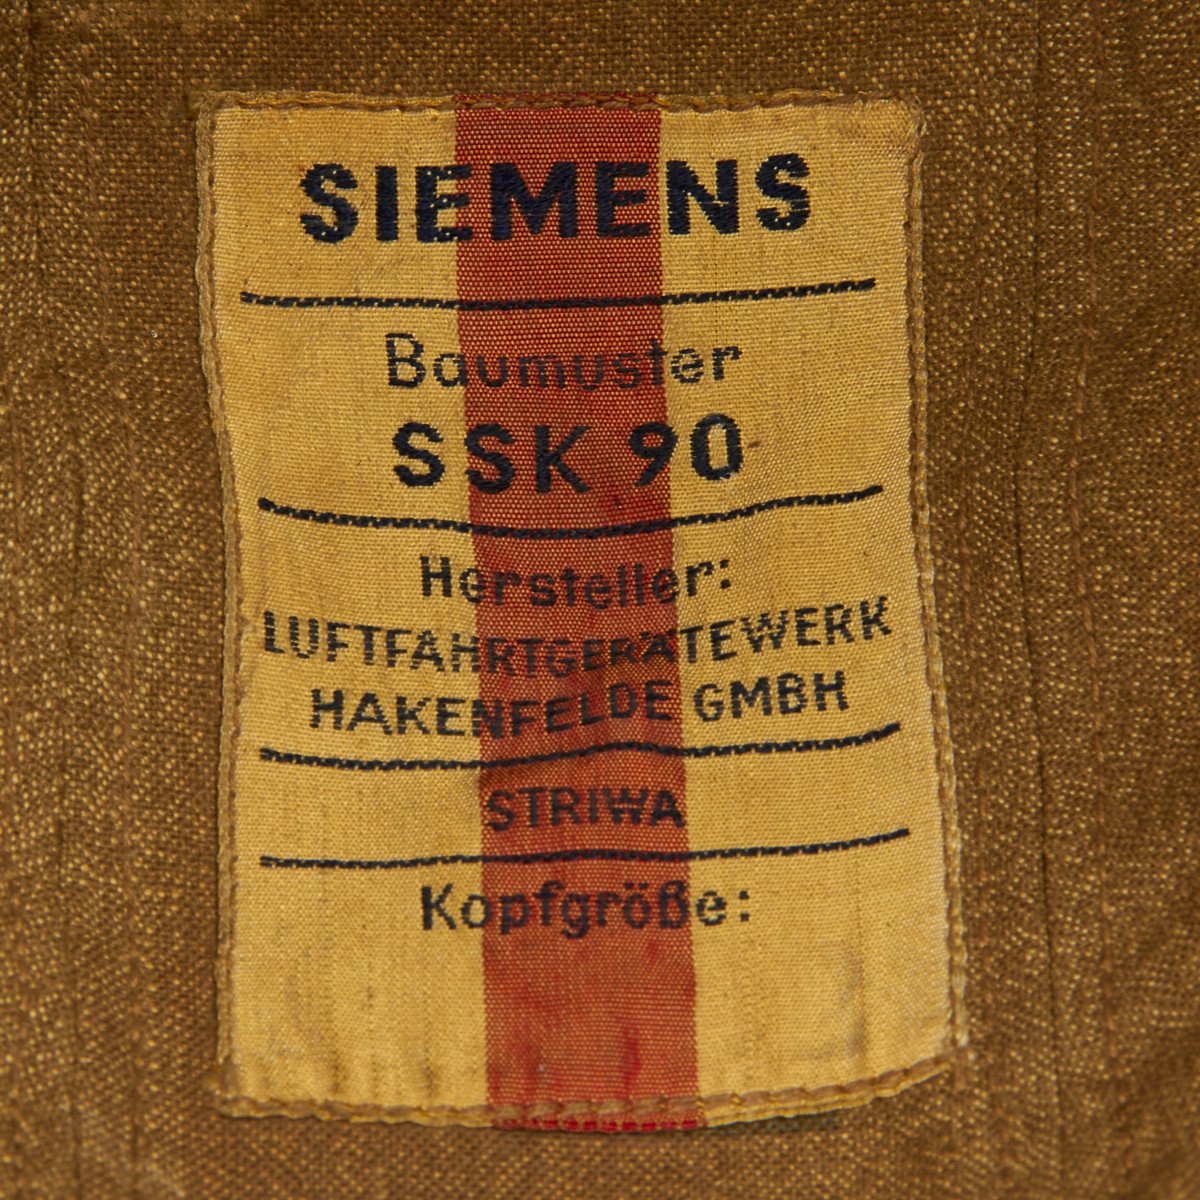 SIEMENS
Baumuster
SSK 90
Hersteller:
LUFTFAHRTGERÄTEWERK
HAKENFELDE GMBH
STRIWA
Kopfgröße: